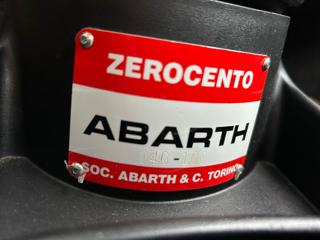 ZEROCENTO
ABARTH
SOC. ABARTH & C. TORINO